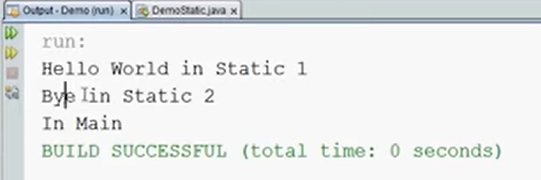 Output - Demo (run) × DemoStatic.java ×
run:
Hello World in Static 1
Bye in Static 2
In Main
BUILD SUCCESSFUL (total time: 0 seconds)